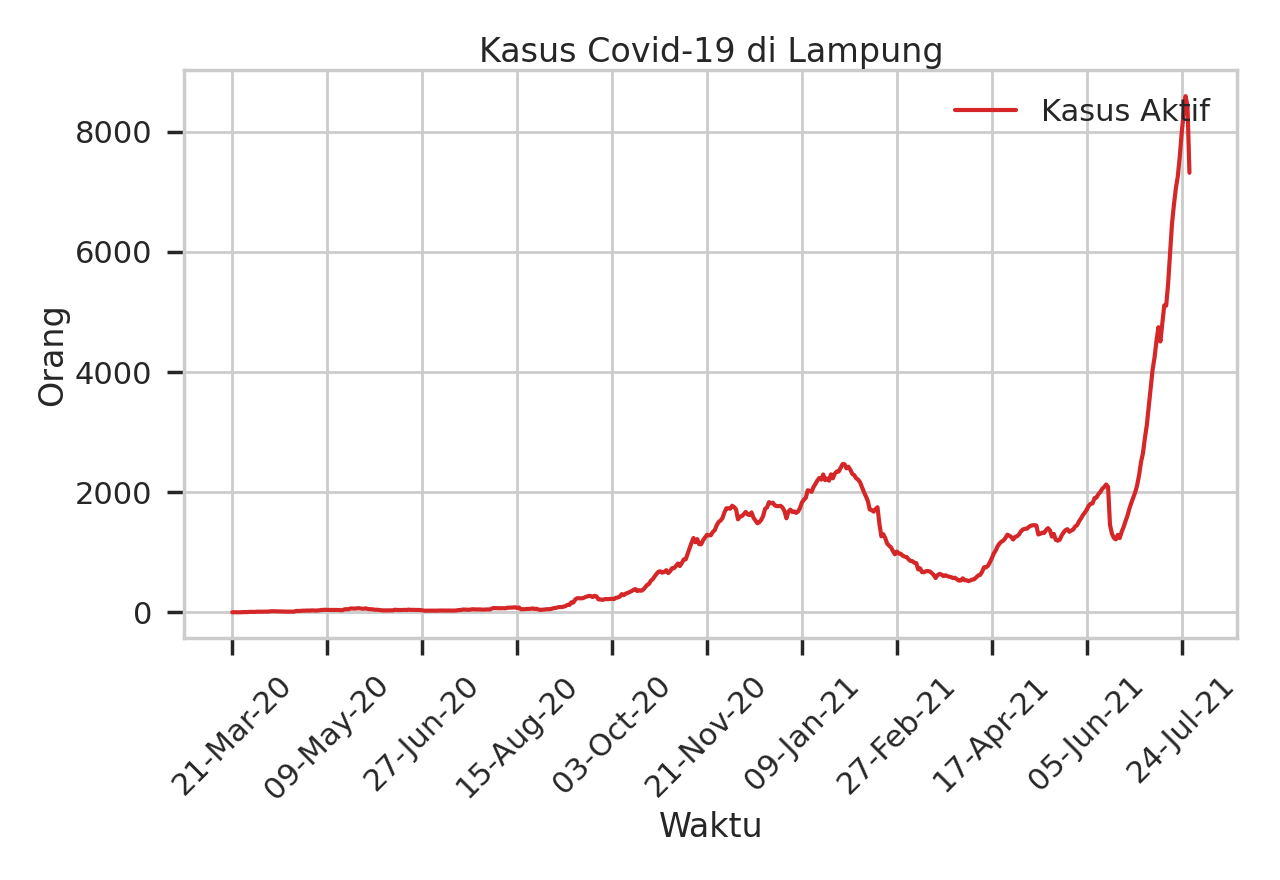 Kasus Covid-19 di Lampung
Kasus Aktif
8000
6000
4000
2000
0
Orang
21-Mar-20
09-May-20
27-Jun-20
15-Aug-20
03-Oct-20
21-Nov-20
09-Jan-21
27-Feb-21
17-Apr-21
05-Jun-21
24-Jul-21
Waktu